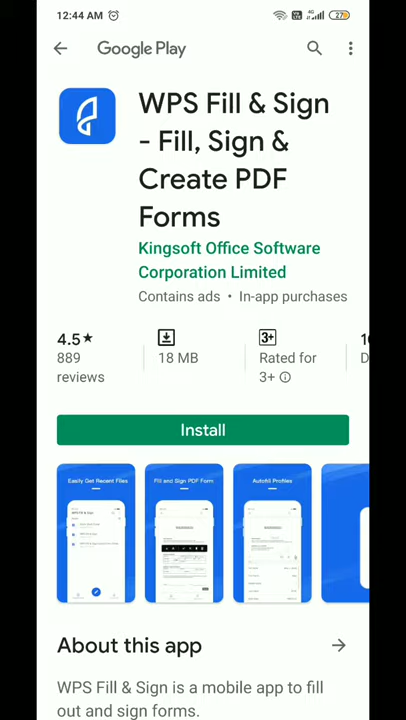 12:44 AM
4G
27
Google Play
WPS Fill & Sign
- Fill, Sign &
Create PDF
Forms
Kingsoft Office Software
Corporation Limited
Contains ads • In-app purchases
4.5★
889
reviews
18 MB
3+
Rated for
3+
Install
Easily Get Recent Files
Fill and Sign PDF Form
Autofill Profiles
About this app
WPS Fill & Sign is a mobile app to fill
out and sign forms.